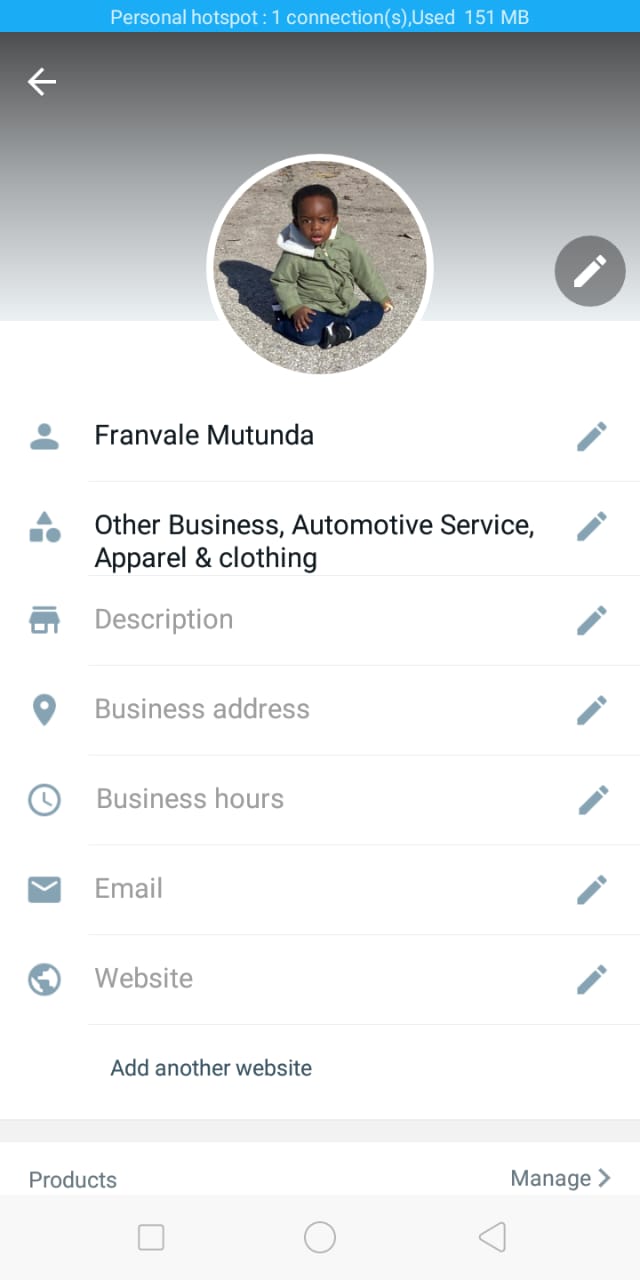 Personal hotspot : 1 connection(s),Used 151 MB
Franvale Mutunda
Other Business, Automotive Service,
Apparel & clothing
Description
Business address
Business hours
Email
Website
Add another website
Products
Manage